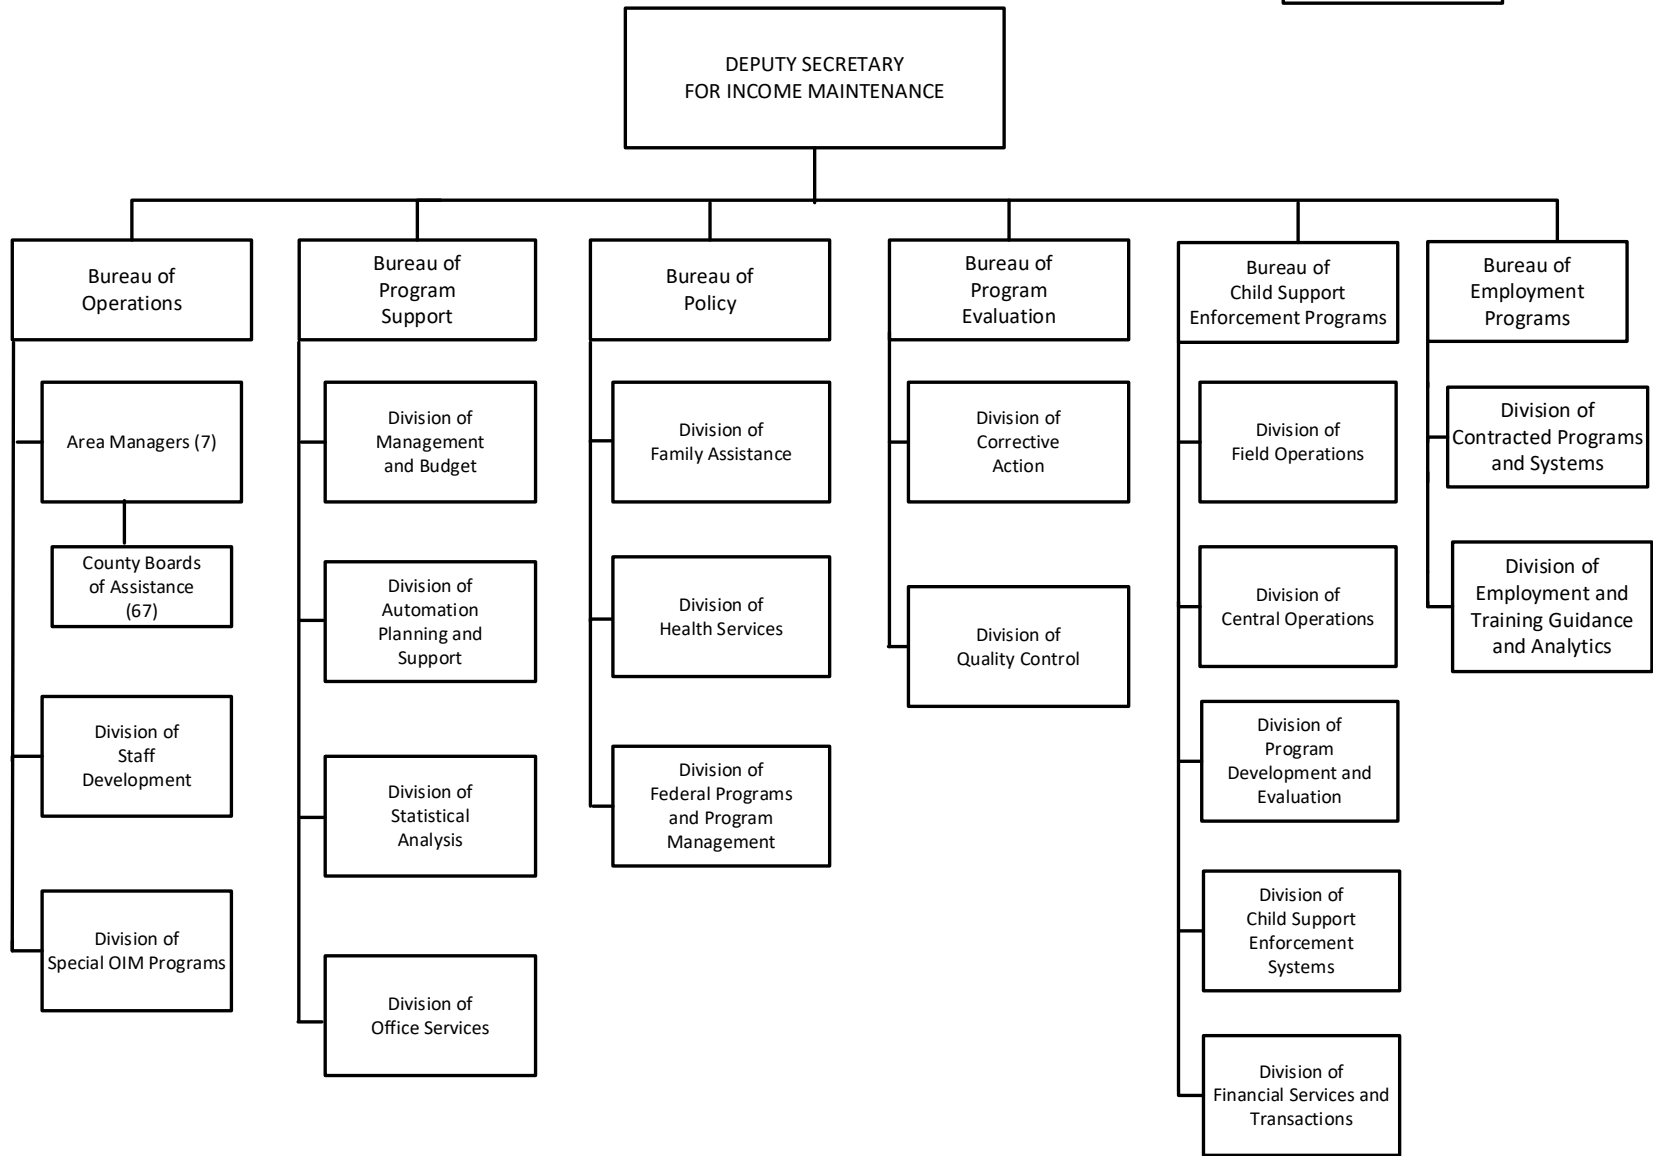 DEPUTY SECRETARY
FOR INCOME MAINTENANCE
Bureau of
Operations
Area Managers (7)
County Boards
of Assistance
(67)
Division of
Staff
Development
Division of
Special OIM Programs
Bureau of
Program
Support
Division of
Management
and Budget
Division of
Automation
Planning and
Support
Division of
Statistical
Analysis
Division of
Office Services
Bureau of
Policy
Division of
Family Assistance
Division of
Health Services
Division of
Federal Programs
and Program
Management
Bureau of
Program
Evaluation
Division of
Corrective
Action
Division of
Quality Control
Bureau of
Child Support
Enforcement Programs
Division of
Field Operations
Division of
Central Operations
Division of
Program
Development and
Evaluation
Division of
Child Support
Enforcement
Systems
Division of
Financial Services and
Transactions
Bureau of
Employment
Programs
Division of
Contracted Programs
and Systems
Division of
Employment and
Training Guidance
and Analytics